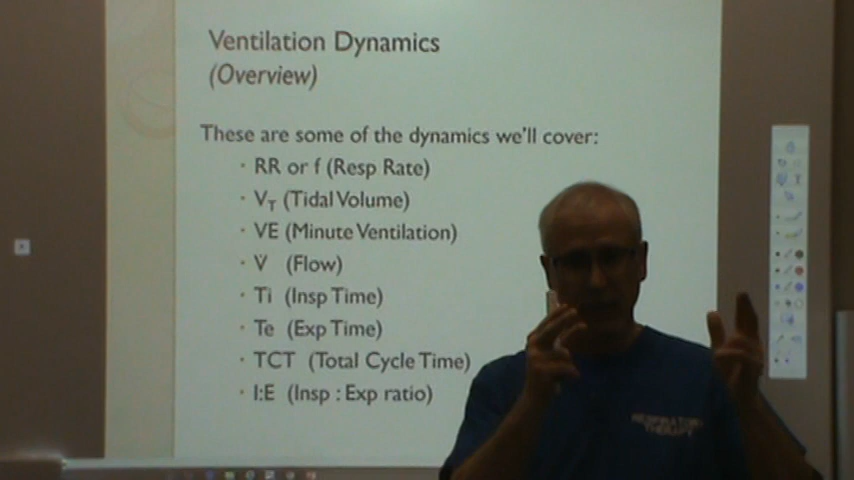 Ventilation Dynamics
(Overview)
These are some of the dynamics we'll cover:
• RR or f (Resp Rate)
• VT (Tidal Volume)
• VE (Minute Ventilation)
• V̇ (Flow)
• Ti (Insp Time)
• Te (Exp Time)
• TCT (Total Cycle Time)
• I:E (Insp : Exp ratio)
RESPIRATORY
THERAPY